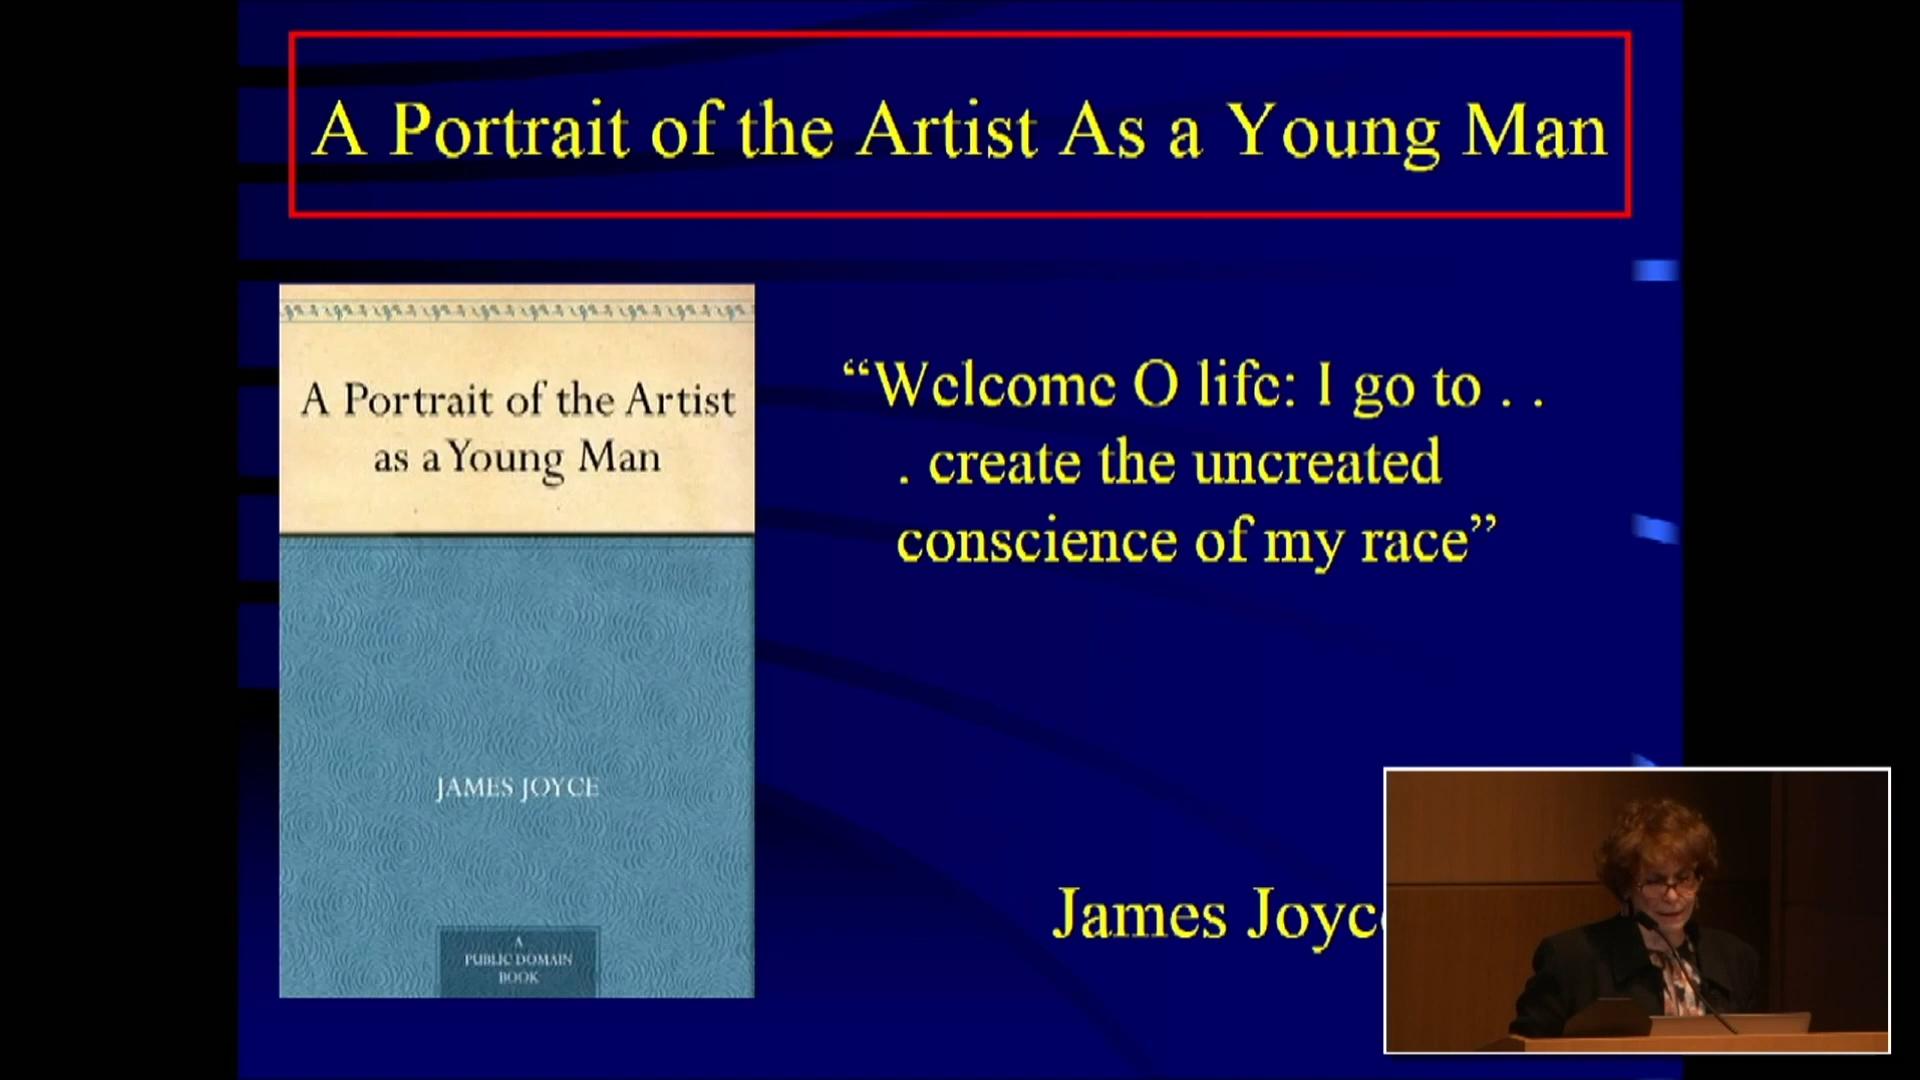 A Portrait of the Artist As a Young Man
A Portrait of the Artist
as a Young Man
JAMES JOYCE
A
PUBLIC DOMAIN
BOOK
“Welcome O life: I go to . .
. create the uncreated
conscience of my race”
James Joyc